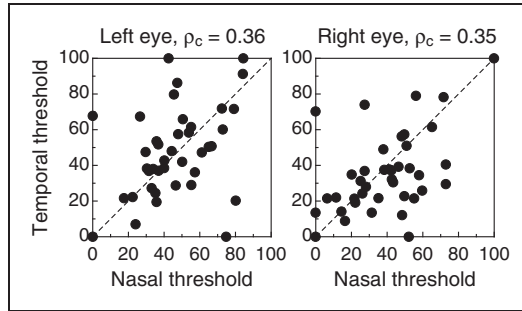 Left eye, ρc = 0.36
Right eye, ρc = 0.35
Temporal threshold
100
80
60
40
20
0
0 20 40 60 80 100
Nasal threshold
100
80
60
40
20
0
0 20 40 60 80 100
Nasal threshold